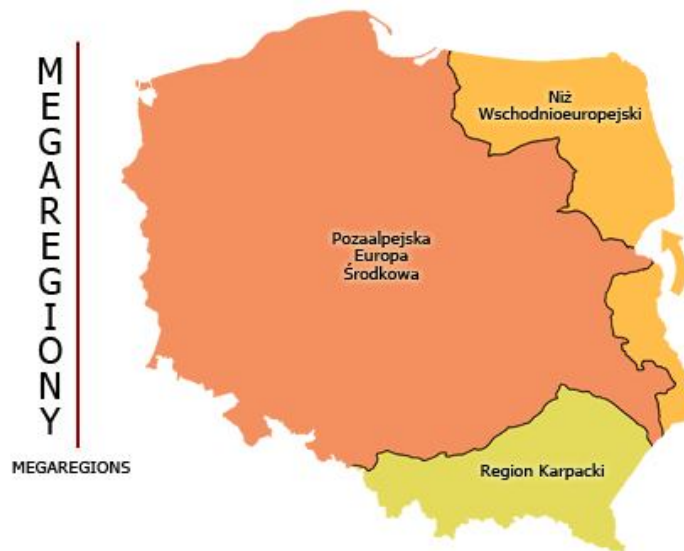 MEGAREGIONY
MEGAREGIONS
Niż
Wschodnioeuropejski
Pozaalpejska
Europa
Środkowa
Region Karpacki